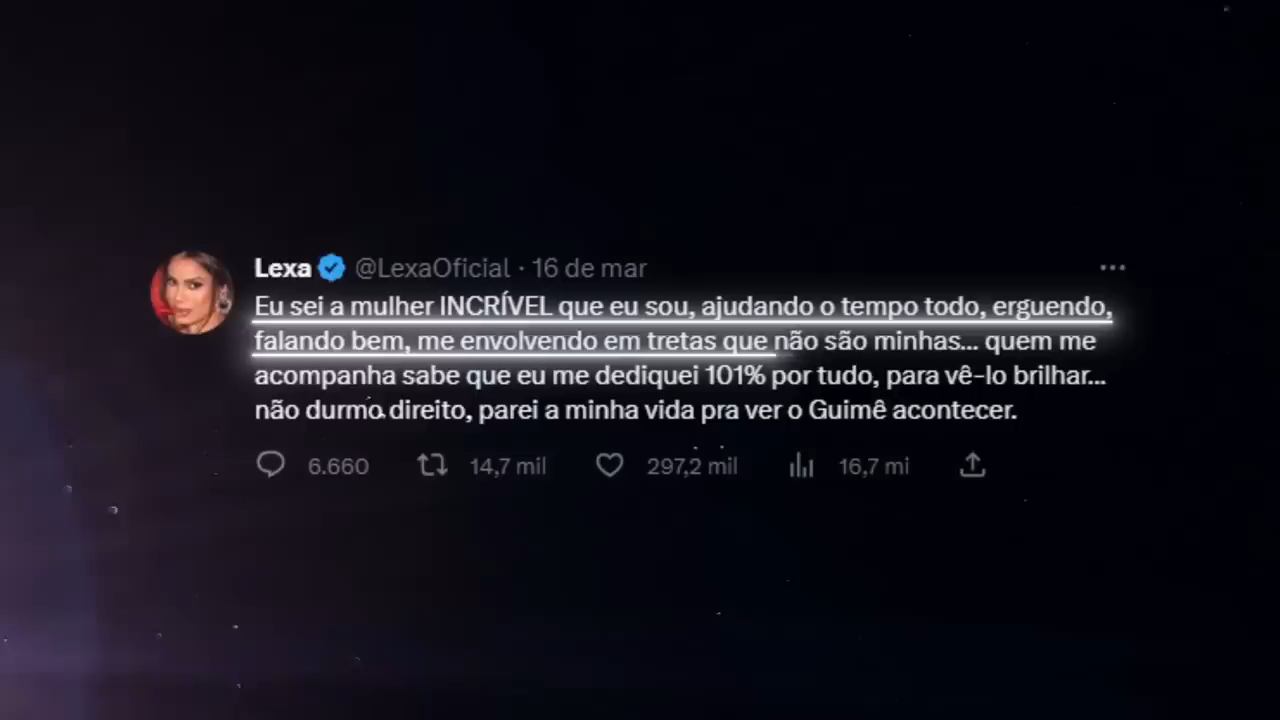 Lexa @LexaOficial · 16 de mar
Eu sei a mulher INCRÍVEL que eu sou, ajudando o tempo todo, erguendo,
falando bem, me envolvendo em tretas que não são minhas... quem me
acompanha sabe que eu me dediquei 101% por tudo, para vê-lo brilhar...
não durmo direito, parei a minha vida pra ver o Guimê acontecer.
6.660 14,7 mil 297,2 mil 16,7 mi